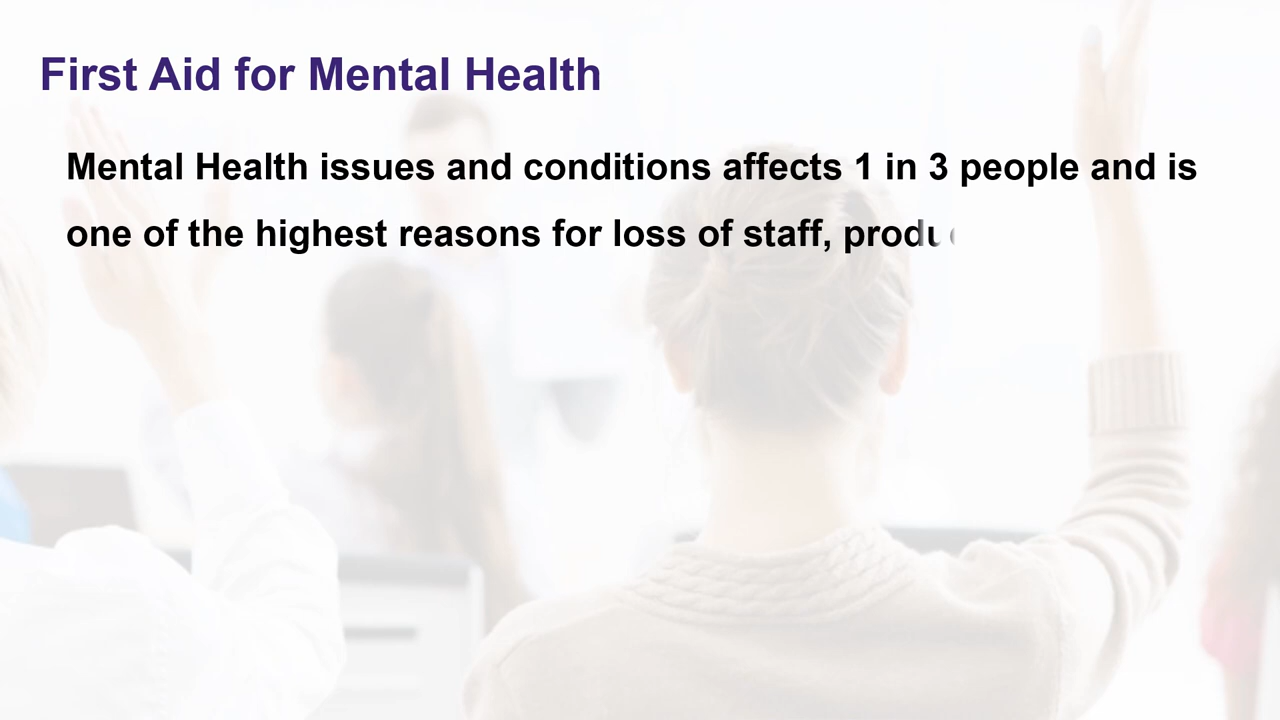 First Aid for Mental Health
Mental Health issues and conditions affects 1 in 3 people and is
one of the highest reasons for loss of staff,